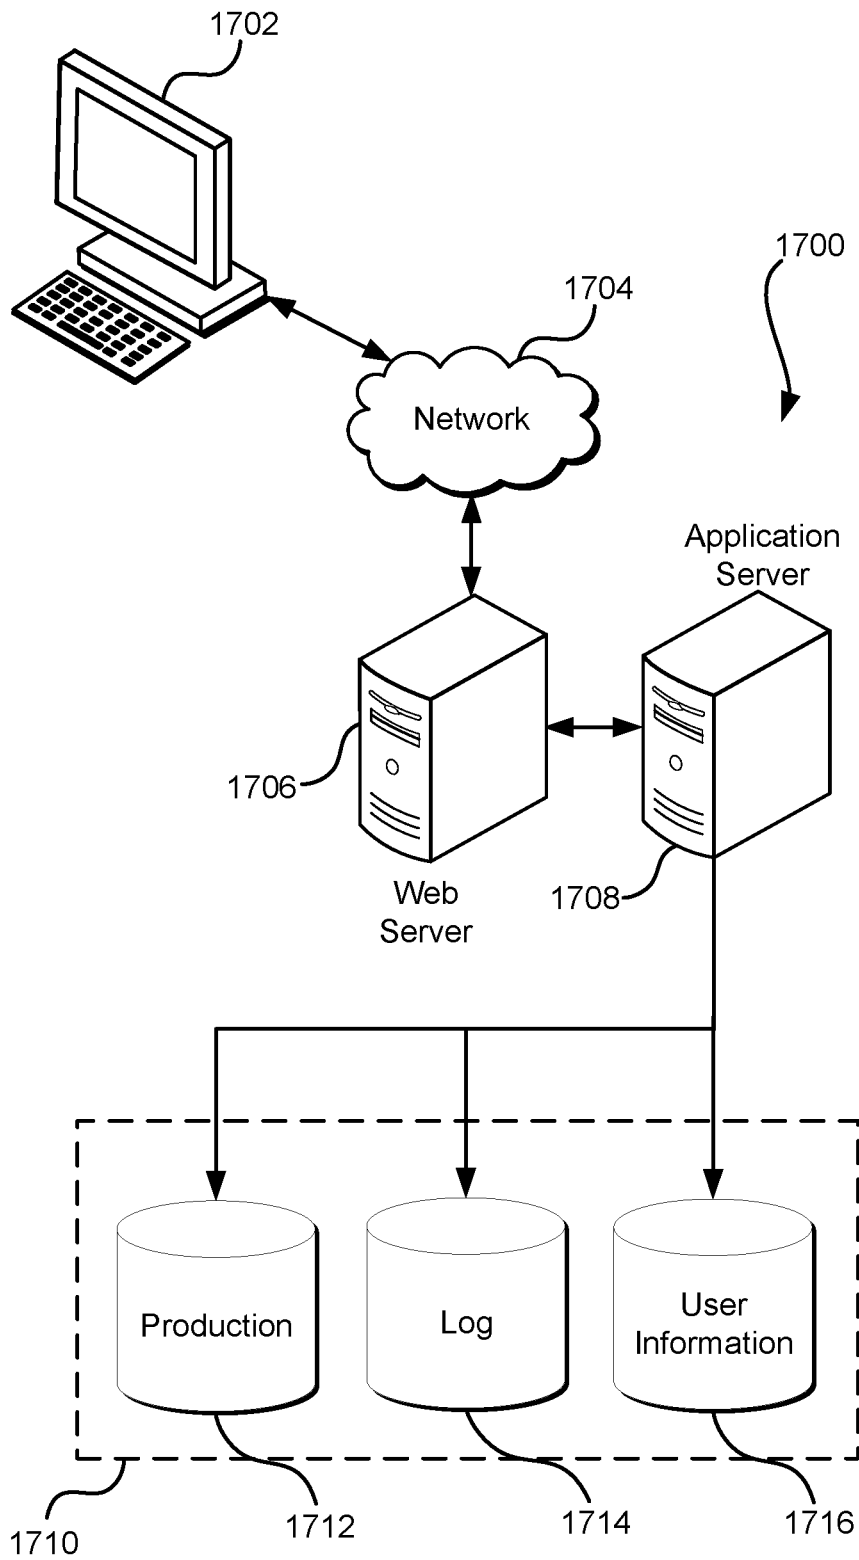 1702
1700
1704
Network
Application
Server
1706
1708
Web
Server
Production
Log
User
Information
1710
1712
1714
1716